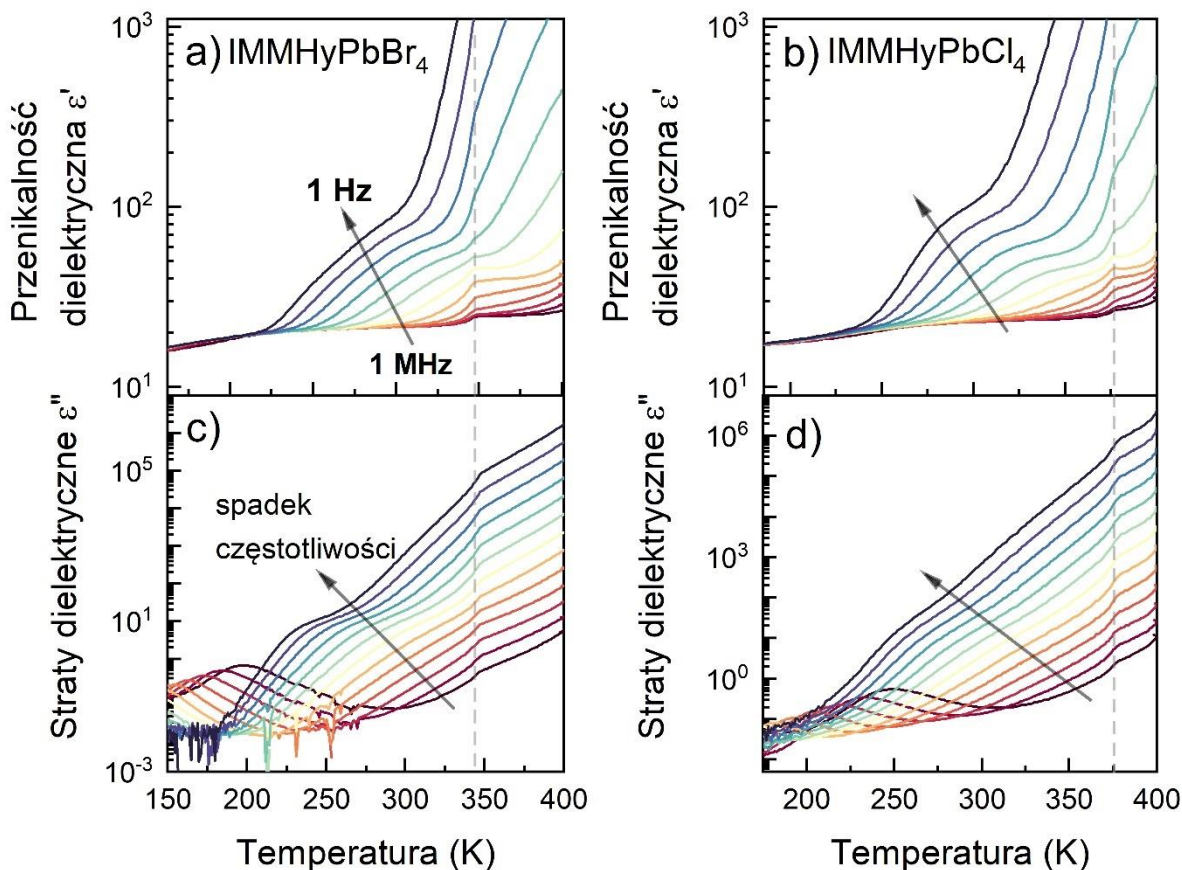 a) IMMHyPbBr₄
b) IMMHyPbCl₄
10³
10²
10¹
Przenikalność
dielektryczna ε'
1 Hz
1 MHz
10³
10²
10¹
Przenikalność
dielektryczna ε'
c)
spadek
częstotliwości
10⁵
10¹
10⁻³
Straty dielektryczne ε"
150 200 250 300 350 400
Temperatura (K)
d)
10⁶
10³
10⁰
Straty dielektryczne ε"
200 250 300 350 400
Temperatura (K)